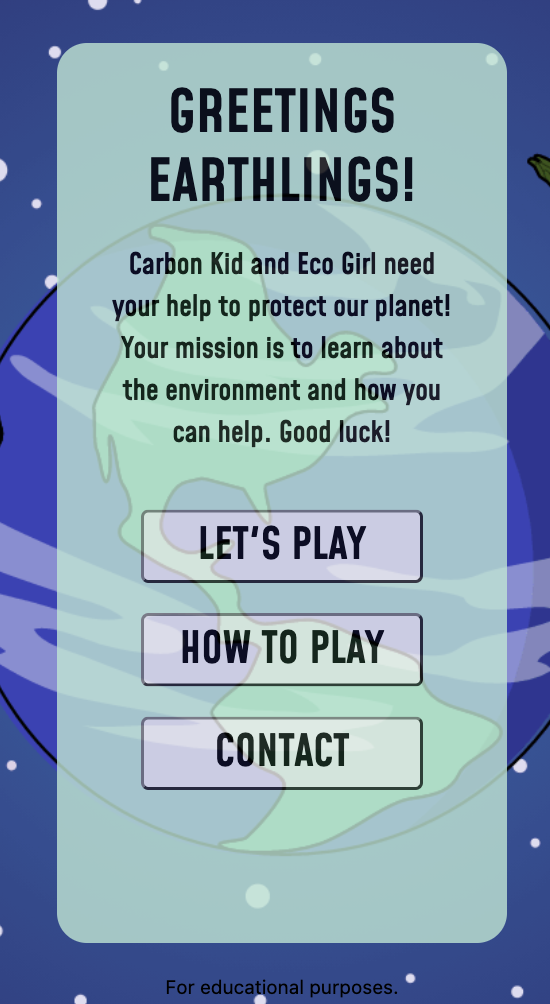 GREETINGS
EARTHLINGS!
Carbon Kid and Eco Girl need
your help to protect our planet!
Your mission is to learn about
the environment and how you
can help. Good luck!
LET'S PLAY
HOW TO PLAY
CONTACT
For educational purposes.